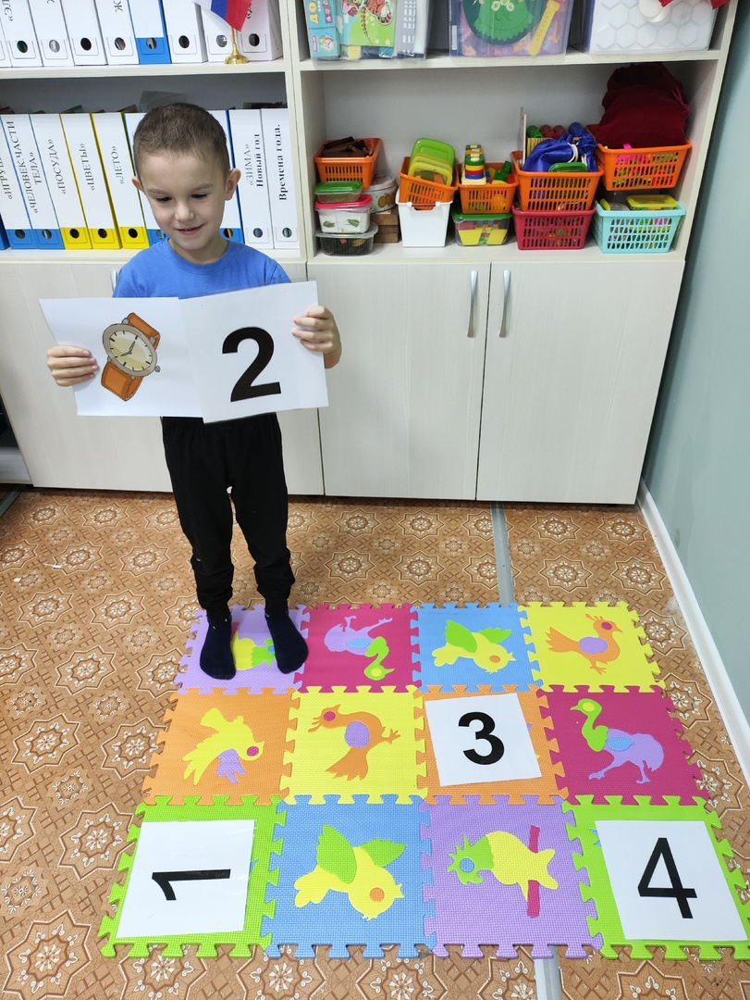 «ЧЕЛОВЕК-ЧАСТИ
ТЕЛА»
«ПОСУДА»
«ЦВЕТЫ»
«ЛЕТО»
«ЗИМА»
Новый год
Времена года.
2
3
1
4